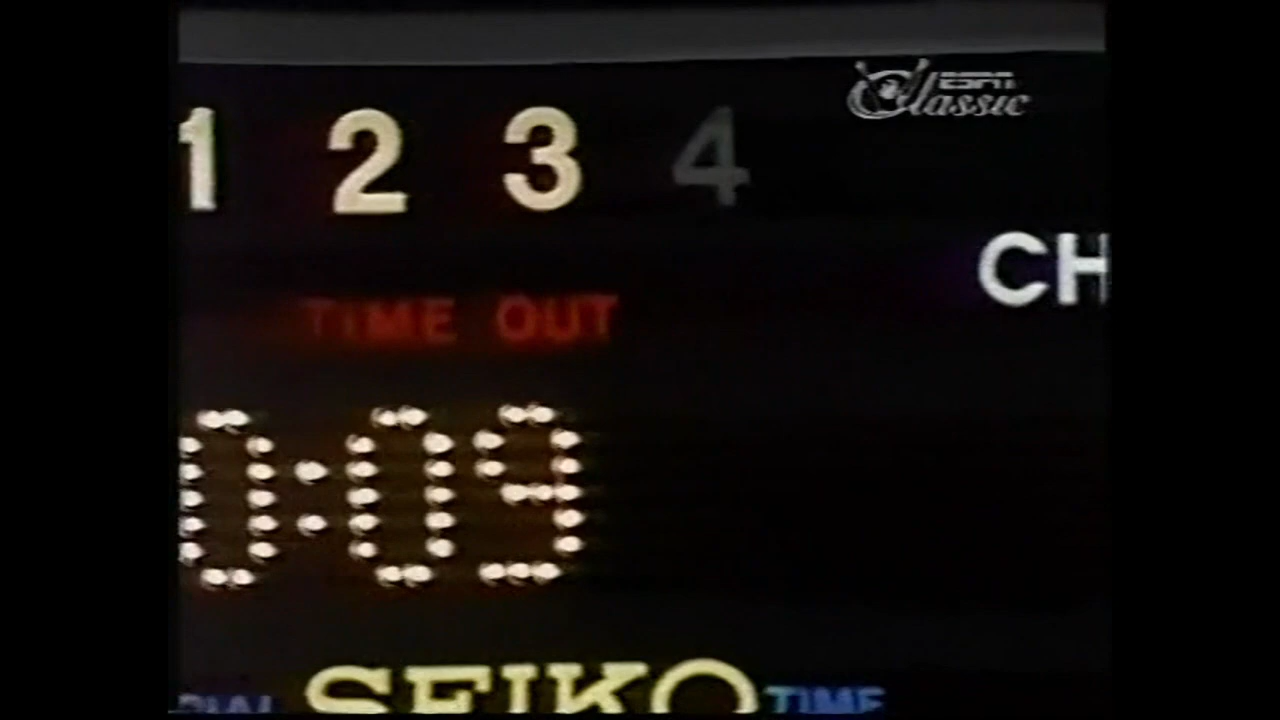 ESPN
Classic
1 2 3 4
CH
TIME OUT
0:09
SEIKO TIME